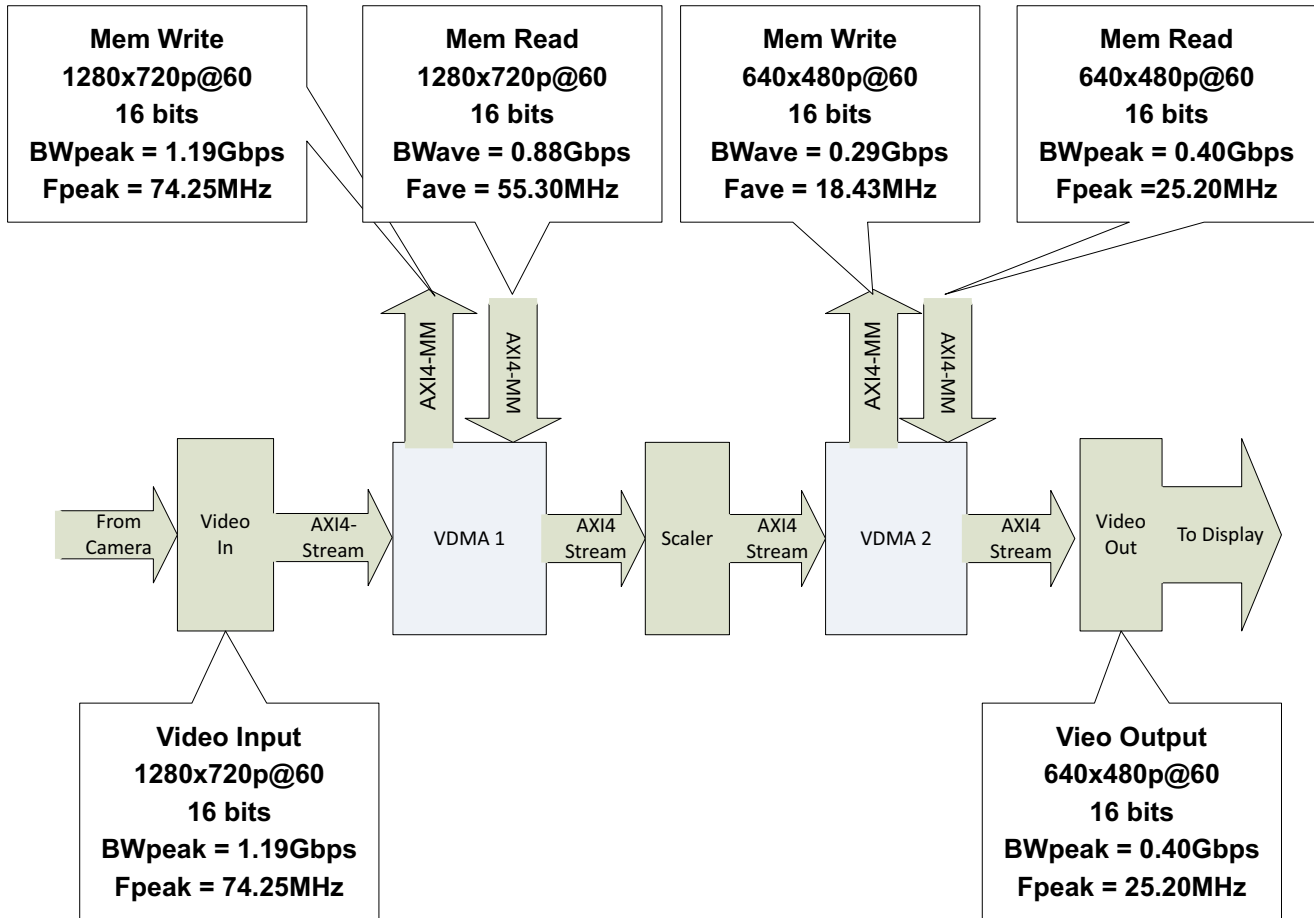 Mem Write
1280x720p@60
16 bits
BWpeak = 1.19Gbps
Fpeak = 74.25MHz
Mem Read
1280x720p@60
16 bits
BWave = 0.88Gbps
Fave = 55.30MHz
Mem Write
640x480p@60
16 bits
BWave = 0.29Gbps
Fave = 18.43MHz
Mem Read
640x480p@60
16 bits
BWpeak = 0.40Gbps
Fpeak =25.20MHz
AXI4-MM
AXI4-MM
AXI4-MM
AXI4-MM
From
Camera
Video
In
AXI4-
Stream
VDMA 1
AXI4
Stream
Scaler
AXI4
Stream
VDMA 2
AXI4
Stream
Video
Out
To Display
Video Input
1280x720p@60
16 bits
BWpeak = 1.19Gbps
Fpeak = 74.25MHz
Vieo Output
640x480p@60
16 bits
BWpeak = 0.40Gbps
Fpeak = 25.20MHz